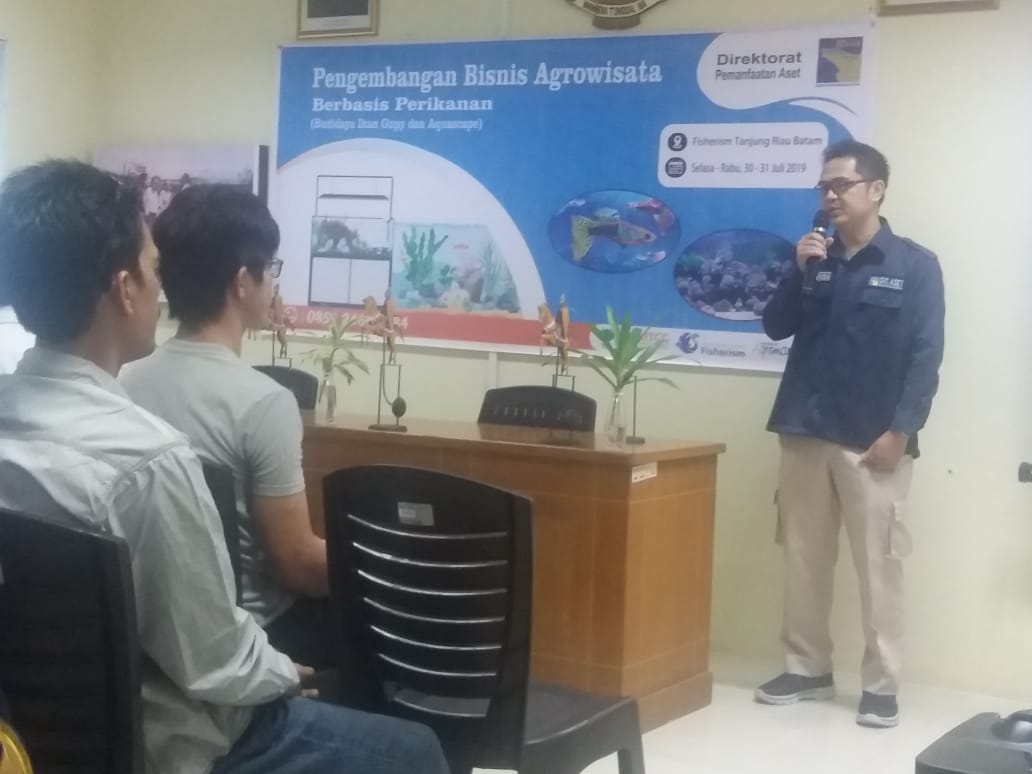 Pengembangan Bisnis Agrowisata
Berbasis Perikanan
(Budidaya Ikan Gupy dan Aquascape)
Direktorat
Pemanfaatan Aset
Fisherism Tanjung Riau Batam
Selasa - Rabu, 30 - 31 Juli 2019
Fisherism